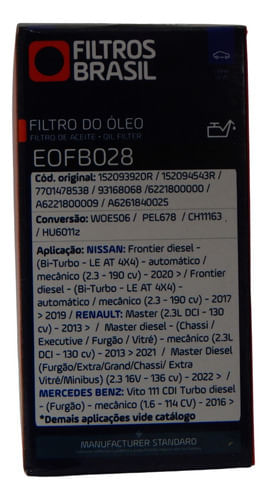 FILTROS
BRASIL
FILTRO DO ÓLEO
FILTRO DE ACEITE • OIL FILTER
EOFB028
Cód. original: 152093920R / 152094543R /
7701478538 / 93168068 /6221800000 /
A6221800009 / A6261840025
Conversão: WOE506 / PEL678 / CH11163
/ HU6011z
Aplicação: NISSAN: Frontier diesel -
(Bi-Turbo - LE AT 4X4) - automático /
mecânico (2.3 - 190 cv) - 2020 > / Frontier
diesel - (Bi-Turbo - LE AT 4X4) -
automático / mecânico (2.3 - 190 cv) - 2017
> 2019 / RENAULT: Master (2.3L DCI - 130
cv) - 2013 > / Master diesel - (Chassi /
Executive / Furgão / Vitré) - mecânico (2.3L
DCI - 130 cv) - 2013 > 2021 / Master Diesel
(Furgão/Extra/Grand/Chassi/ Extra
Vitré/Minibus) (2.3 16V - 136 cv) - 2022 > /
MERCEDES BENZ: Vito 111 CDI Turbo diesel
- (Furgão) - mecânico (1.6 - 114 CV) - 2016 >
*Demais aplicações vide catálogo
MANUFACTURER STANDARD